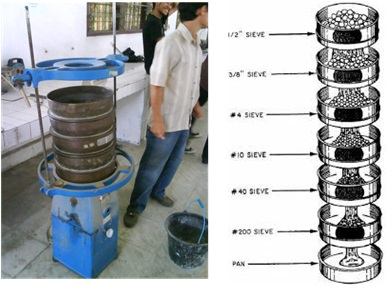 1/2" SIEVE
3/8" SIEVE
#4 SIEVE
#10 SIEVE
#40 SIEVE
#200 SIEVE
PAN